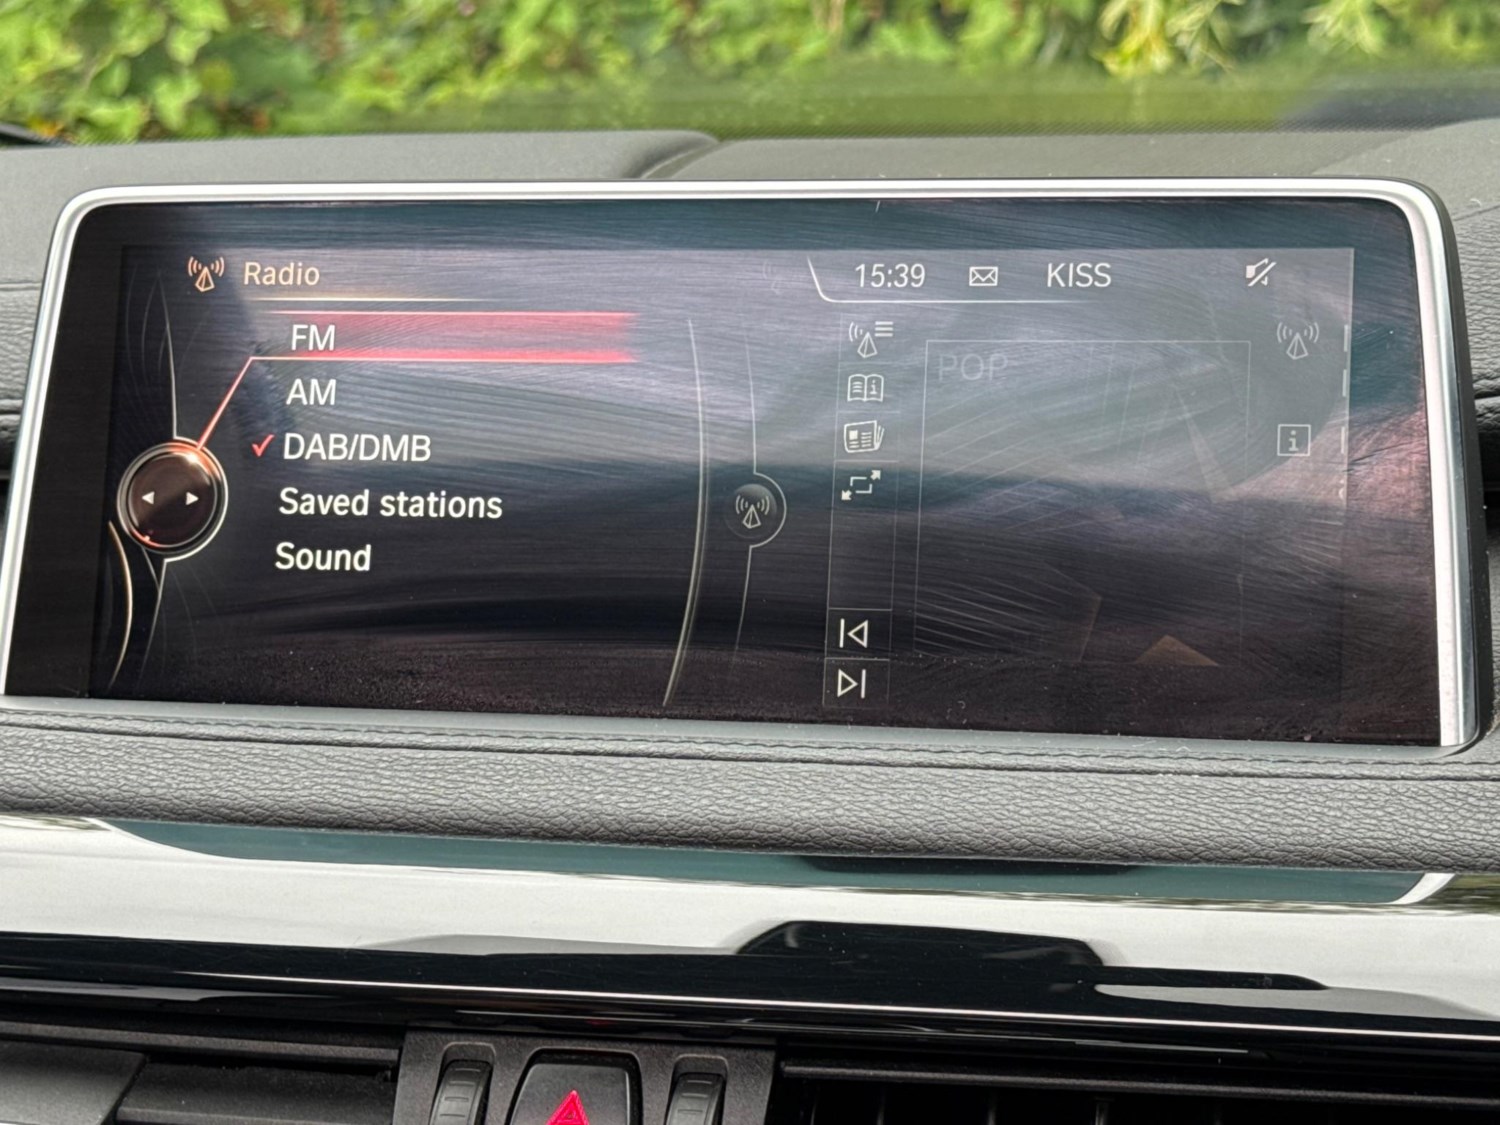 Radio
15:39 KISS
FM
POP
AM
DAB/DMB
Saved stations
Sound